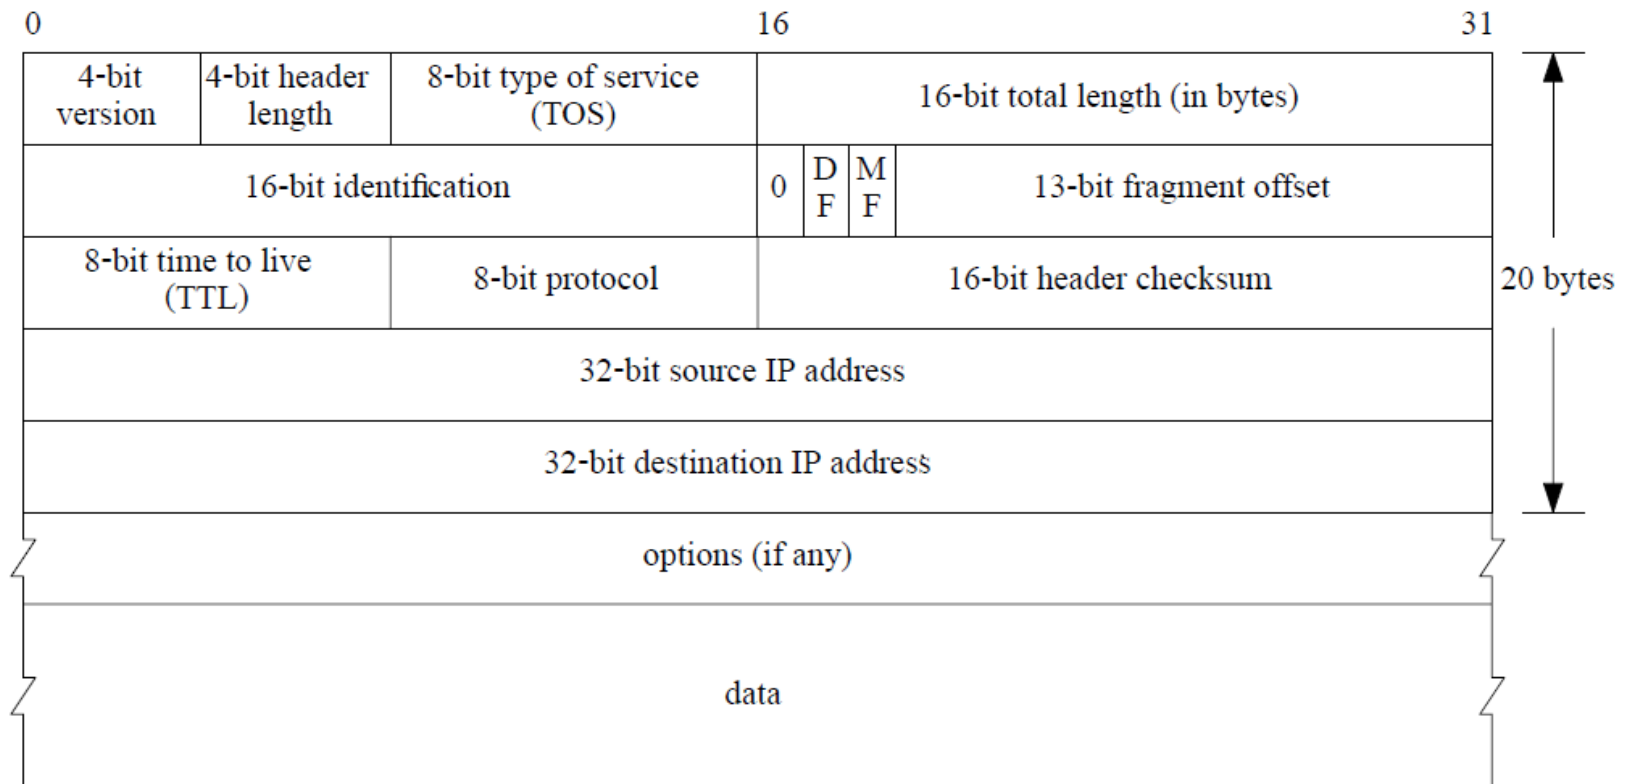 0 16 31
4-bit
version
4-bit header
length
8-bit type of service
(TOS)
16-bit total length (in bytes)
16-bit identification
0
D
F
M
F
13-bit fragment offset
8-bit time to live
(TTL)
8-bit protocol
16-bit header checksum
20 bytes
32-bit source IP address
32-bit destination IP address
options (if any)
data